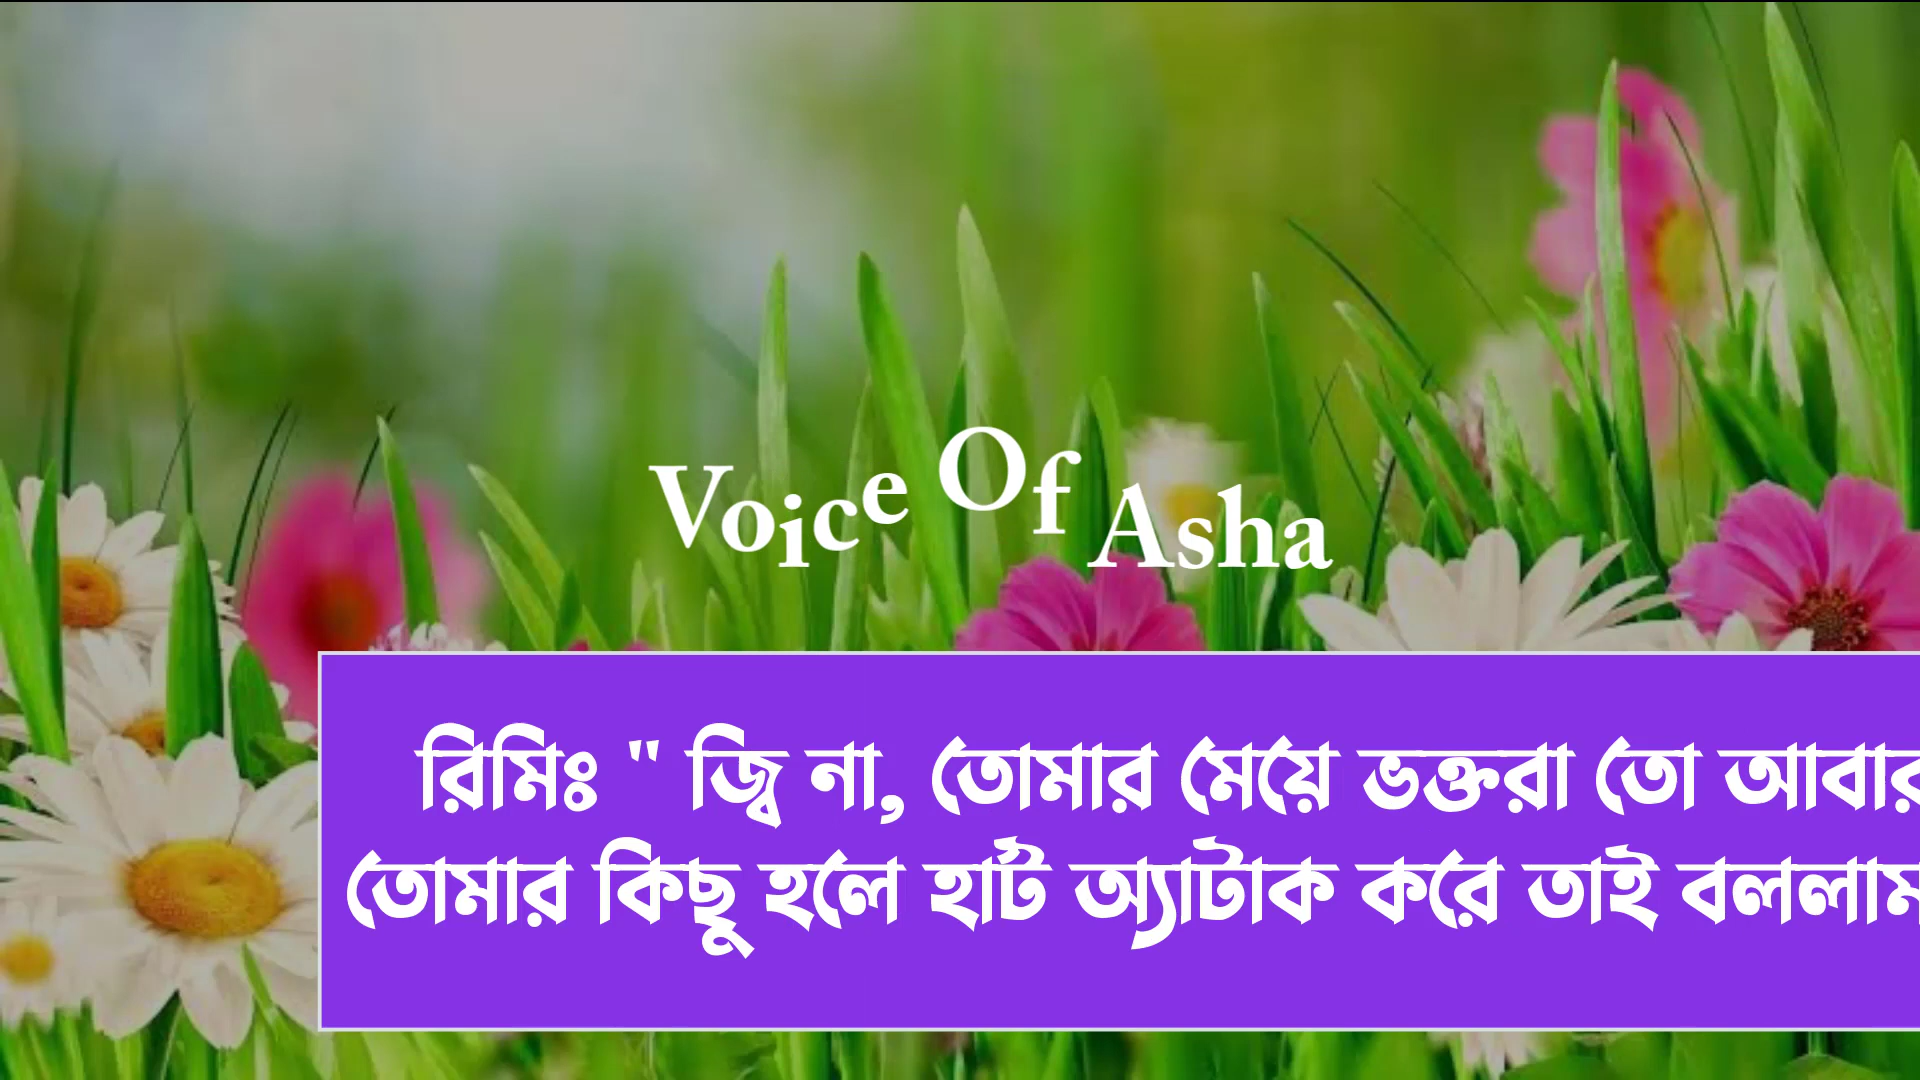 Voice Of Asha
রিমিঃ " জ্বি না, তোমার মেয়ে ভক্তরা তো আবার
তোমার কিছু হলে হার্ট অ্যাটাক করে তাই বললাম